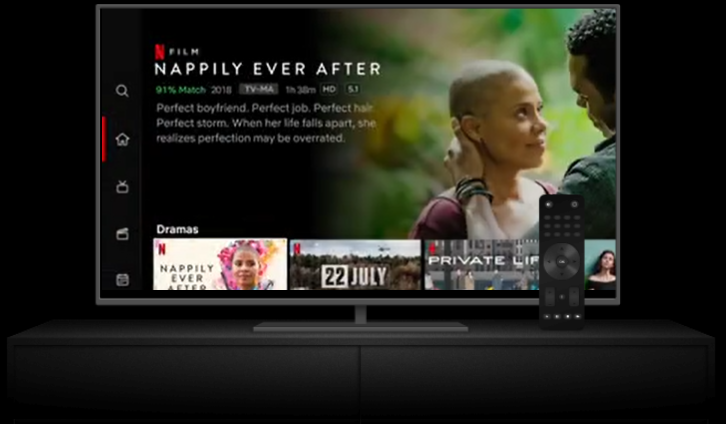 N FILM
NAPPILY EVER AFTER
91% Match 2018 TV-MA 1h 38m HD 5.1
Perfect boyfriend. Perfect job. Perfect hair.
Perfect storm. When her life falls apart, she
realizes perfection may be overrated.
Dramas
N
NAPPILY
EVER
AFTER
N
22 JULY
N
PRIVATE LIF